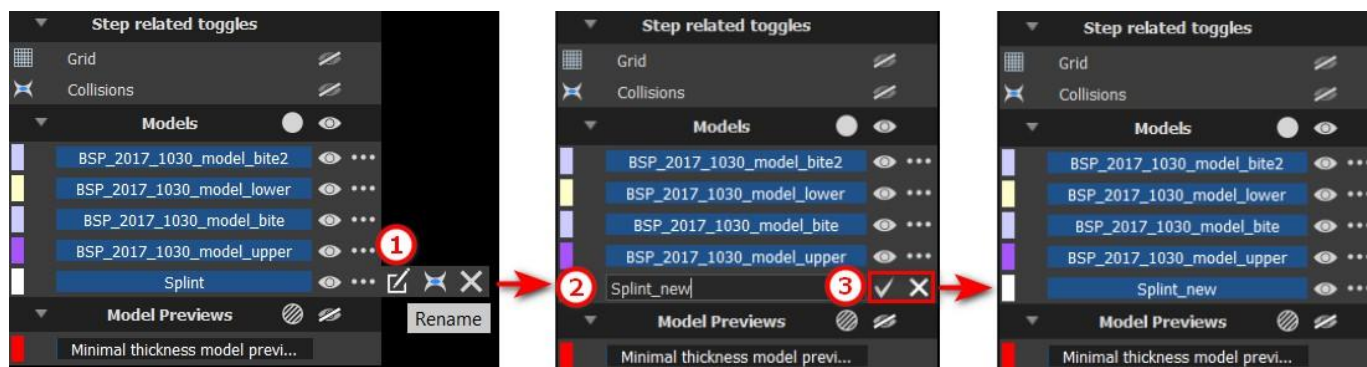 Step related toggles
Grid
Collisions
Models
BSP_2017_1030_model_bite2
BSP_2017_1030_model_lower
BSP_2017_1030_model_bite
BSP_2017_1030_model_upper
1
Splint
Rename
Model Previews
Minimal thickness model previ...
Step related toggles
Grid
Collisions
Models
BSP_2017_1030_model_bite2
BSP_2017_1030_model_lower
BSP_2017_1030_model_bite
BSP_2017_1030_model_upper
2
Splint_new
3
Model Previews
Minimal thickness model previ...
Step related toggles
Grid
Collisions
Models
BSP_2017_1030_model_bite2
BSP_2017_1030_model_lower
BSP_2017_1030_model_bite
BSP_2017_1030_model_upper
Splint_new
Model Previews
Minimal thickness model previ...